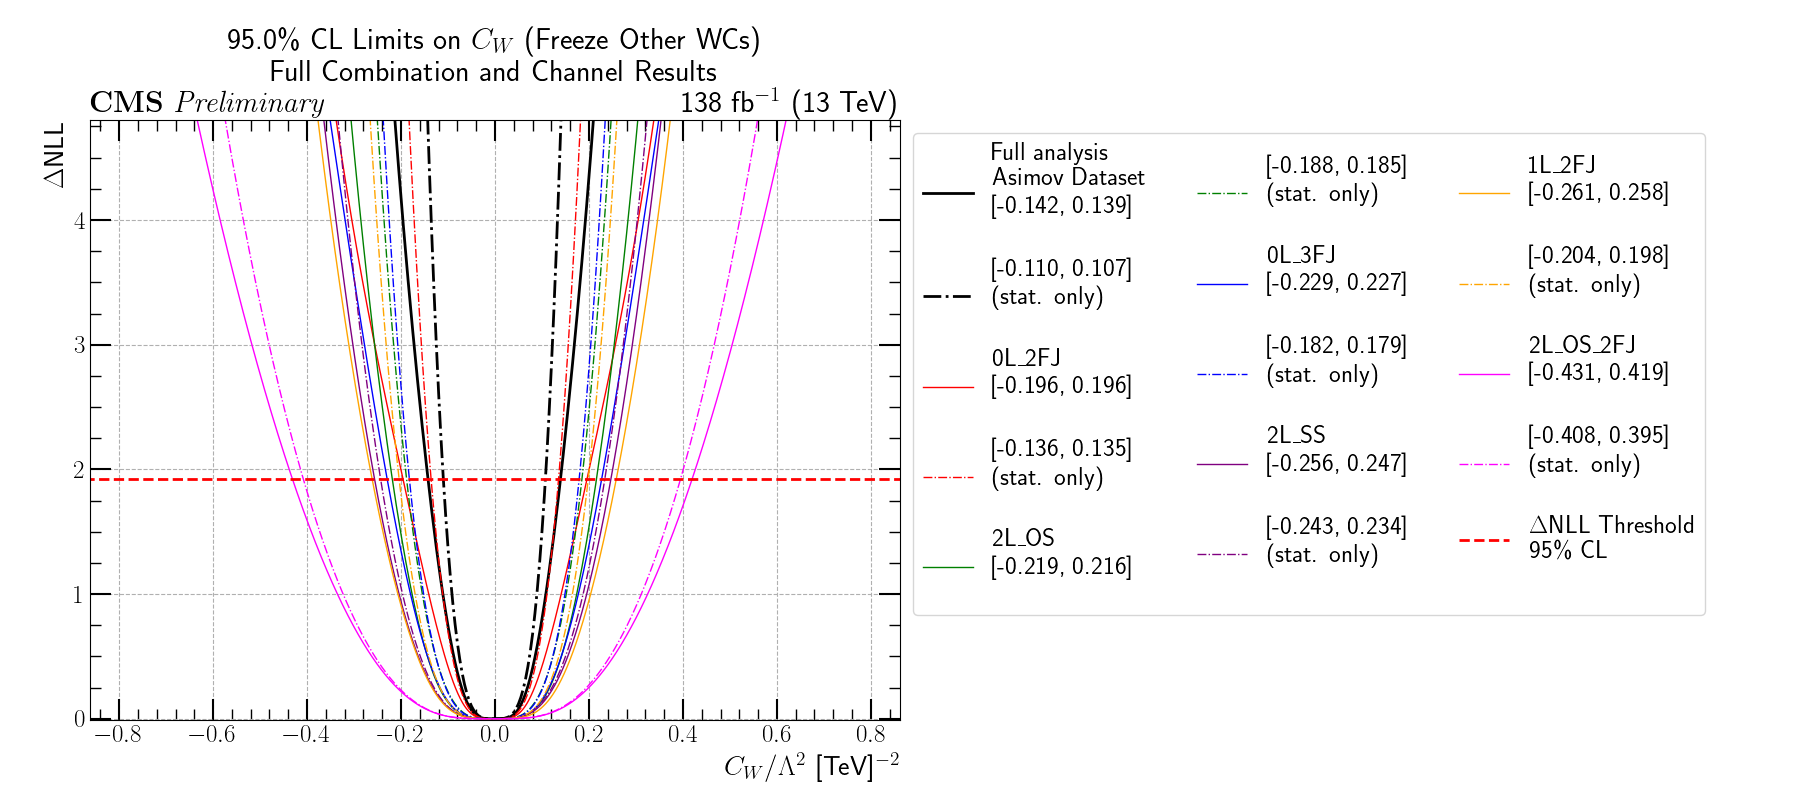 95.0% CL Limits on C_W (Freeze Other WCs)
Full Combination and Channel Results
CMS Preliminary
138 fb⁻¹ (13 TeV)
ΔNLL
4
3
2
1
0
−0.8 −0.6 −0.4 −0.2 0.0 0.2 0.4 0.6 0.8
C_W/Λ² [TeV]⁻²
Full analysis
Asimov Dataset
[-0.142, 0.139]
[-0.110, 0.107]
(stat. only)
0L_2FJ
[-0.196, 0.196]
[-0.136, 0.135]
(stat. only)
2L_OS
[-0.219, 0.216]
[-0.188, 0.185]
(stat. only)
0L_3FJ
[-0.229, 0.227]
[-0.182, 0.179]
(stat. only)
2L_SS
[-0.256, 0.247]
[-0.243, 0.234]
(stat. only)
1L_2FJ
[-0.261, 0.258]
[-0.204, 0.198]
(stat. only)
2L_OS_2FJ
[-0.431, 0.419]
[-0.408, 0.395]
(stat. only)
ΔNLL Threshold
95% CL